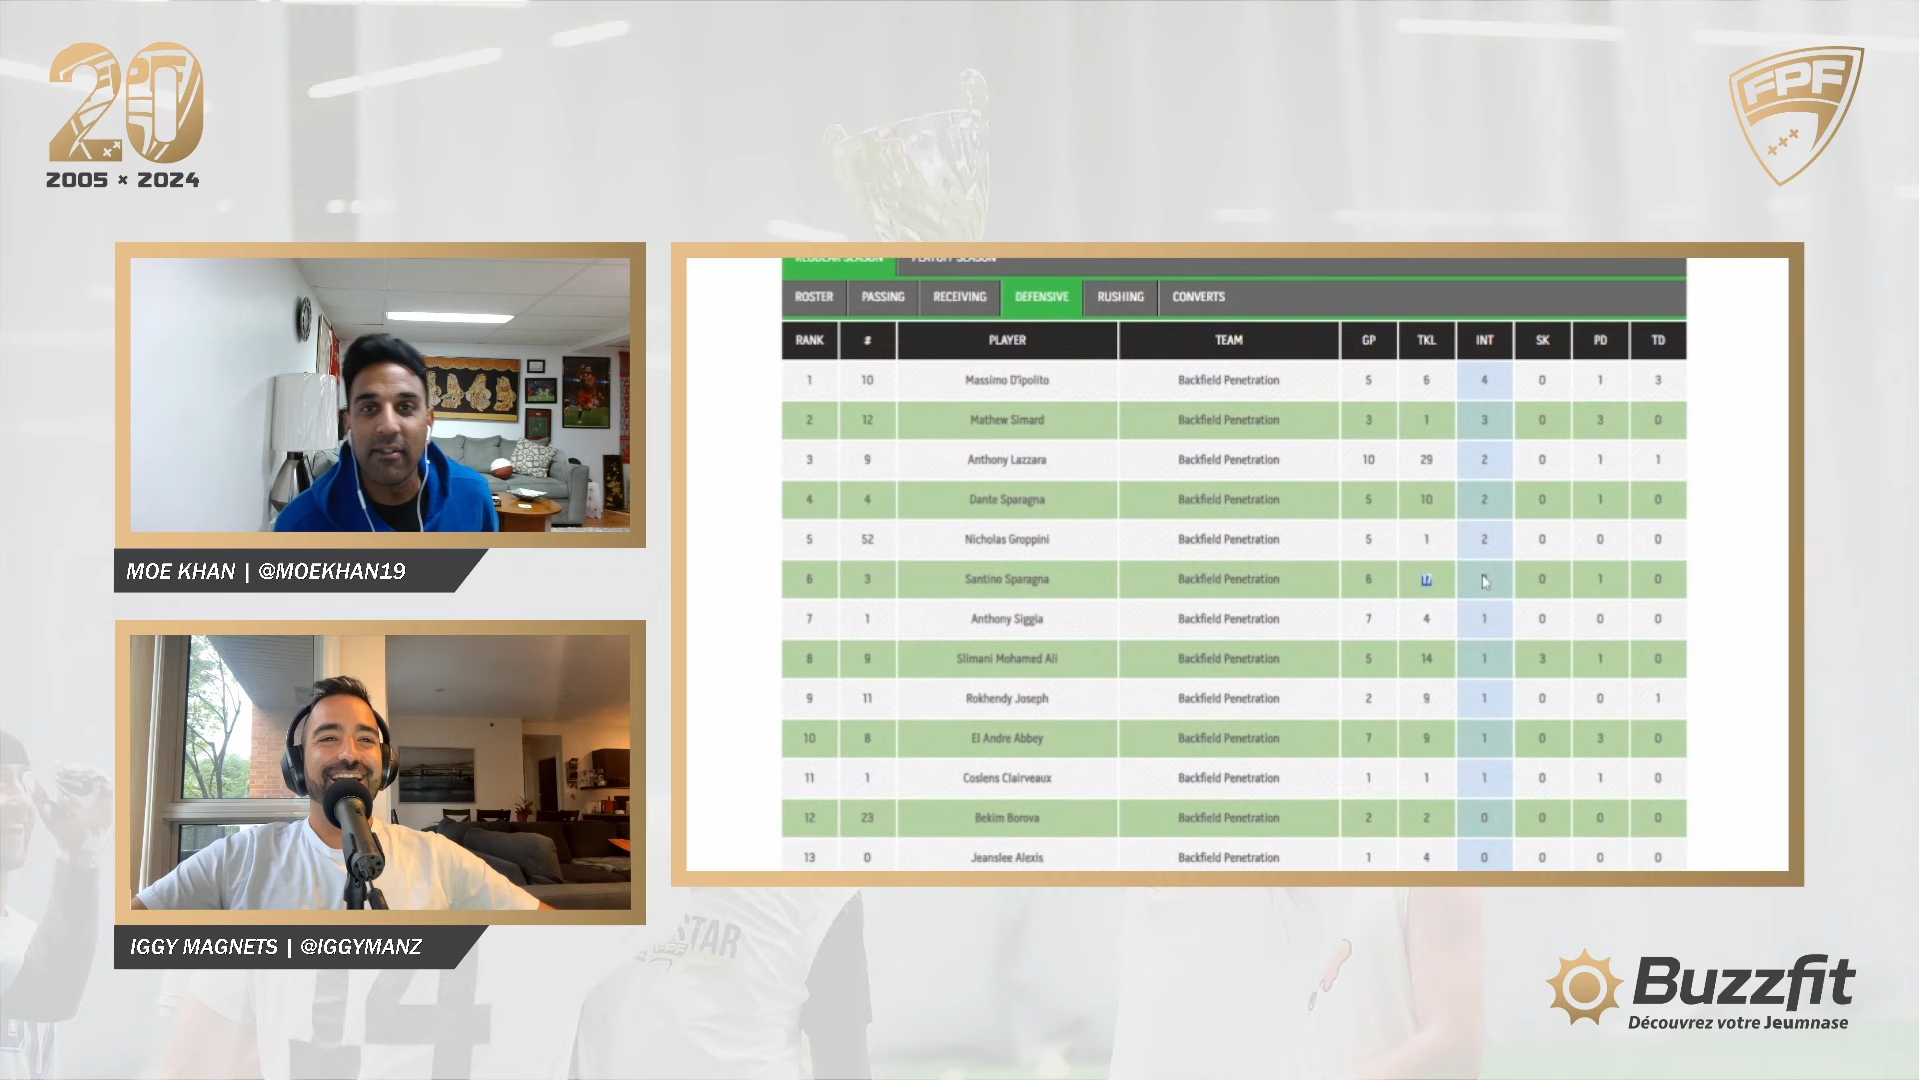 20
2005 × 2024
FPF
REGULAR SEASON PLAYOFF SEASON
ROSTER PASSING RECEIVING DEFENSIVE RUSHING CONVERTS
RANK # PLAYER TEAM GP TKL INT SK PD TD
1 10 Massimo D'ipolito Backfield Penetration 5 6 4 0 1 3
2 12 Mathew Simard Backfield Penetration 3 1 3 0 3 0
3 9 Anthony Lazzara Backfield Penetration 10 29 2 0 1 1
4 4 Dante Sparagna Backfield Penetration 5 10 2 0 1 0
5 52 Nicholas Groppini Backfield Penetration 5 1 2 0 0 0
6 3 Santino Sparagna Backfield Penetration 6 17 0 1 0
7 1 Anthony Siggia Backfield Penetration 7 4 1 0 0 0
8 9 Slimani Mohamed Ali Backfield Penetration 5 14 1 3 1 0
9 11 Rokhendy Joseph Backfield Penetration 2 9 1 0 0 1
10 8 El Andre Abbey Backfield Penetration 7 9 1 0 3 0
11 1 Coslens Clairveaux Backfield Penetration 1 1 1 0 1 0
12 23 Bekim Borova Backfield Penetration 2 2 0 0 0 0
13 0 Jeanslee Alexis Backfield Penetration 1 4 0 0 0 0
MOE KHAN | @MOEKHAN19
IGGY MAGNETS | @IGGYMANZ
STAR
FPF
14
Buzzfit
Découvrez votre Jeumnase